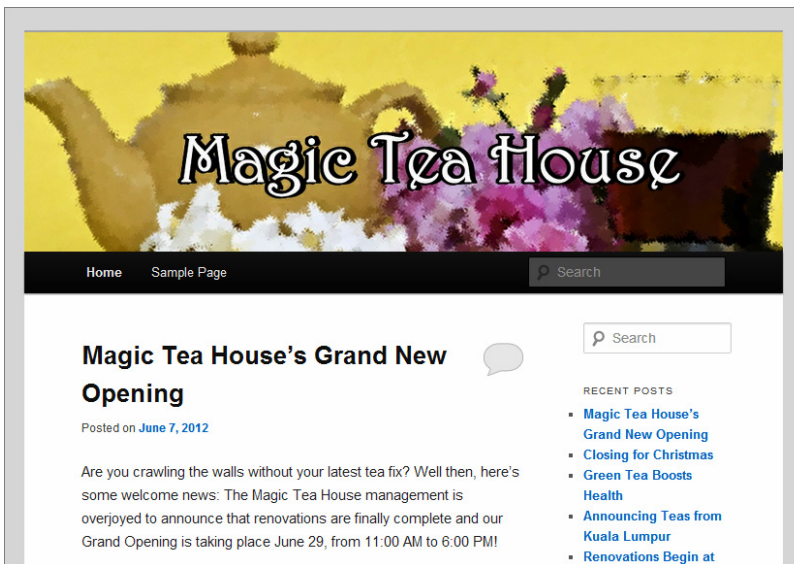 Magic Tea House
Home Sample Page Search
Magic Tea House’s Grand New
Opening
Posted on June 7, 2012
Are you crawling the walls without your latest tea fix? Well then, here’s
some welcome news: The Magic Tea House management is
overjoyed to announce that renovations are finally complete and our
Grand Opening is taking place June 29, from 11:00 AM to 6:00 PM!
Search
RECENT POSTS
Magic Tea House’s
Grand New Opening
Closing for Christmas
Green Tea Boosts
Health
Announcing Teas from
Kuala Lumpur
Renovations Begin at